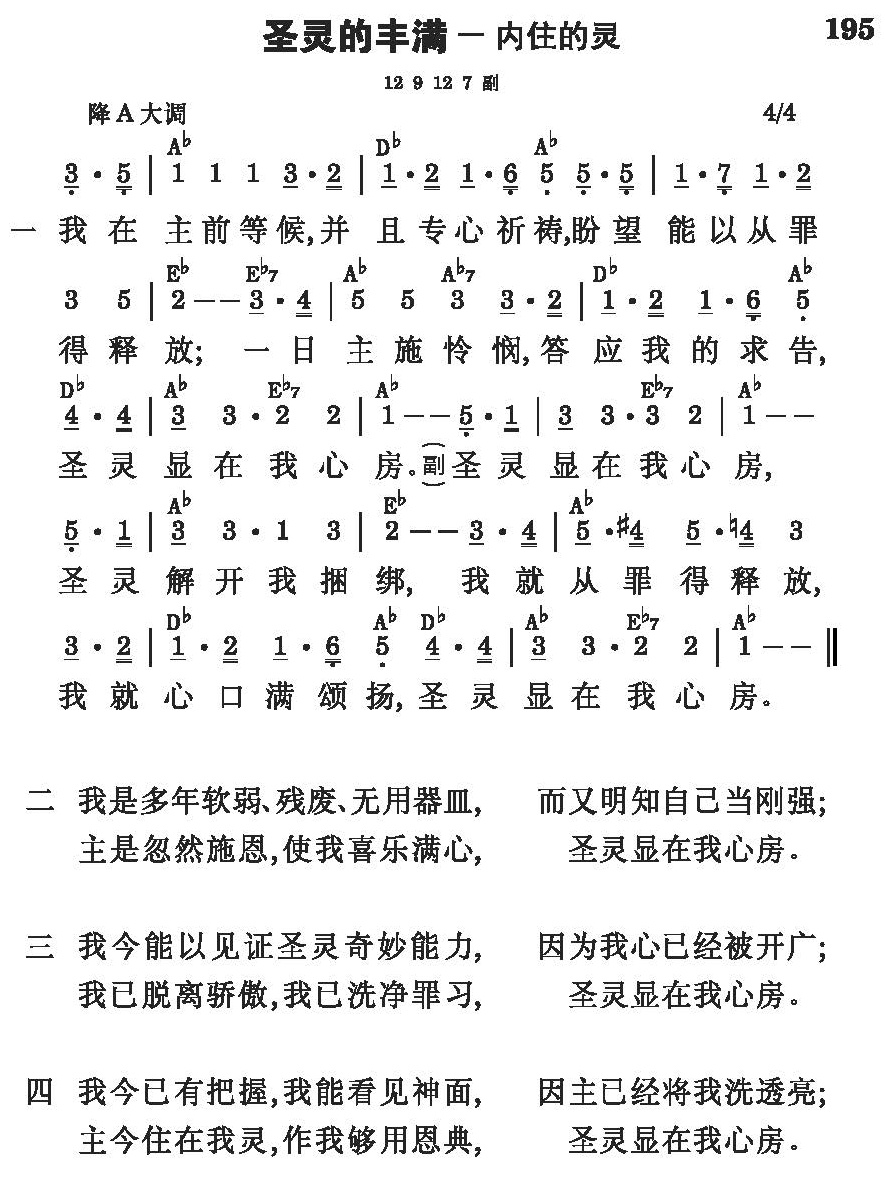 圣灵的丰满 — 内住的灵 195
12 9 12 7 副
降 A 大调 4/4
A♭ D♭ A♭
3 · 5 | 1 1 1 3 · 2 | 1 · 2 1 · 6 5 5 · 5 | 1 · 7 1 · 2
一 我 在 主 前 等 候, 并 且 专 心 祈 祷, 盼 望 能 以 从 罪
E♭ E♭7 A♭ A♭7 D♭ A♭
3 5 | 2 — — 3 · 4 | 5 5 3 3 · 2 | 1 · 2 1 · 6 5
得 释 放; 一 日 主 施 怜 悯, 答 应 我 的 求 告,
D♭ A♭ E♭7 A♭ E♭7 A♭
4 · 4 | 3 3 · 2 2 | 1 — — 5 · 1 | 3 3 · 3 2 | 1 — —
圣 灵 显 在 我 心 房。(副) 圣 灵 显 在 我 心 房,
A♭ E♭ A♭
5 · 1 | 3 3 · 1 3 | 2 — — 3 · 4 | 5 · ♯4 5 · ♮4 3
圣 灵 解 开 我 捆 绑, 我 就 从 罪 得 释 放,
D♭ A♭ D♭ A♭ E♭7 A♭
3 · 2 | 1 · 2 1 · 6 5 4 · 4 | 3 3 · 2 2 | 1 — — ‖
我 就 心 口 满 颂 扬, 圣 灵 显 在 我 心 房。
二 我是多年软弱、残废、无用器皿, 而又明知自己当刚强;
主是忽然施恩,使我喜乐满心, 圣灵显在我心房。
三 我今能以见证圣灵奇妙能力, 因为我心已经被开广;
我已脱离骄傲,我已洗净罪习, 圣灵显在我心房。
四 我今已有把握,我能看见神面, 因主已经将我洗透亮;
主今住在我灵,作我够用恩典, 圣灵显在我心房。